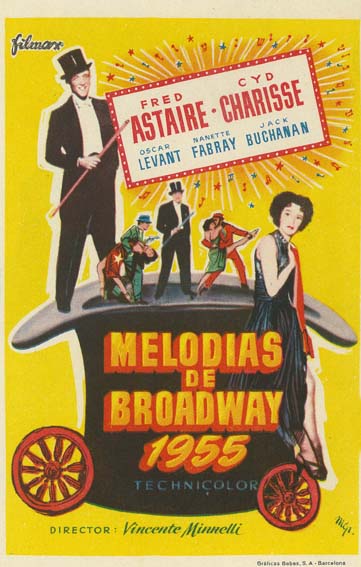 filmax
FRED CYD
ASTAIRE · CHARISSE
OSCAR NANETTE JACK
LEVANT · FABRAY · BUCHANAN
MELODIAS
DE
BROADWAY
1955
TECHNICOLOR
DIRECTOR: Vincente Minnelli
MCP.
Gráficas Bobes, S. A. - Barcelona